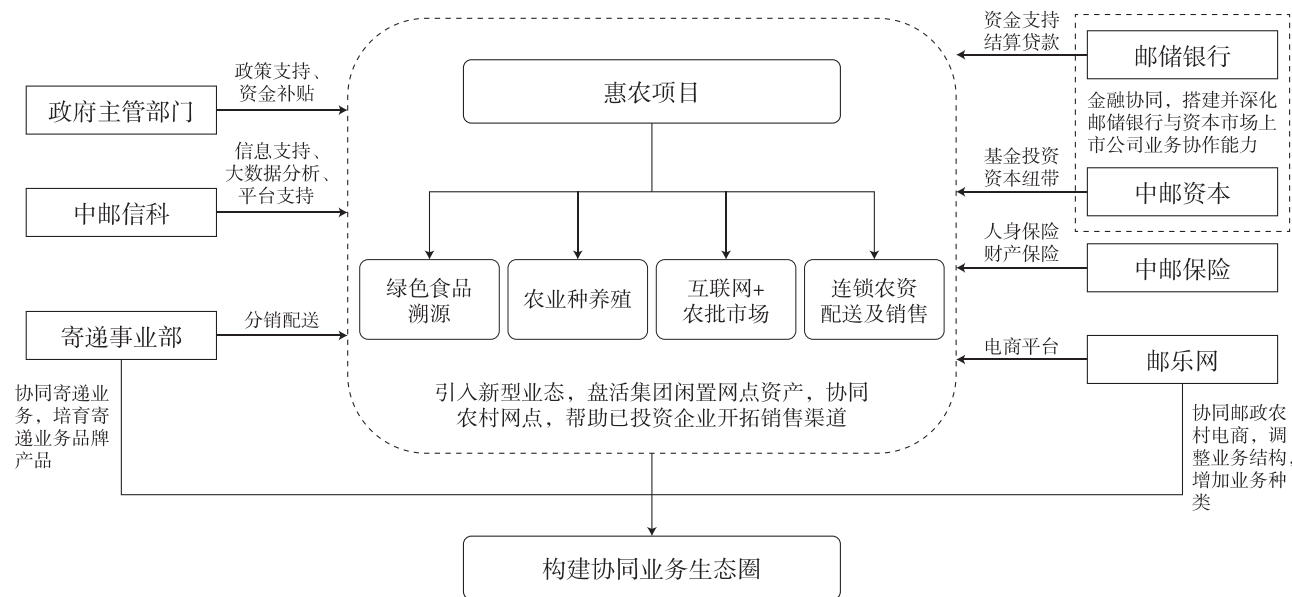 政府主管部门
政策支持、
资金补贴
中邮信科
信息支持、
大数据分析、
平台支持
寄递事业部
分销配送
协同寄递业
务，培育寄
递业务品牌
产品
惠农项目
绿色食品
溯源
农业种养殖
互联网+
农批市场
连锁农资
配送及销售
引入新型业态，盘活集团闲置网点资产，协同
农村网点，帮助已投资企业开拓销售渠道
资金支持
结算贷款
邮储银行
金融协同，搭建并深化
邮储银行与资本市场上
市公司业务协作能力
基金投资
资本纽带
中邮资本
人身保险
财产保险
中邮保险
电商平台
邮乐网
协同邮政农
村电商，调
整业务结构，
增加业务种
类
构建协同业务生态圈